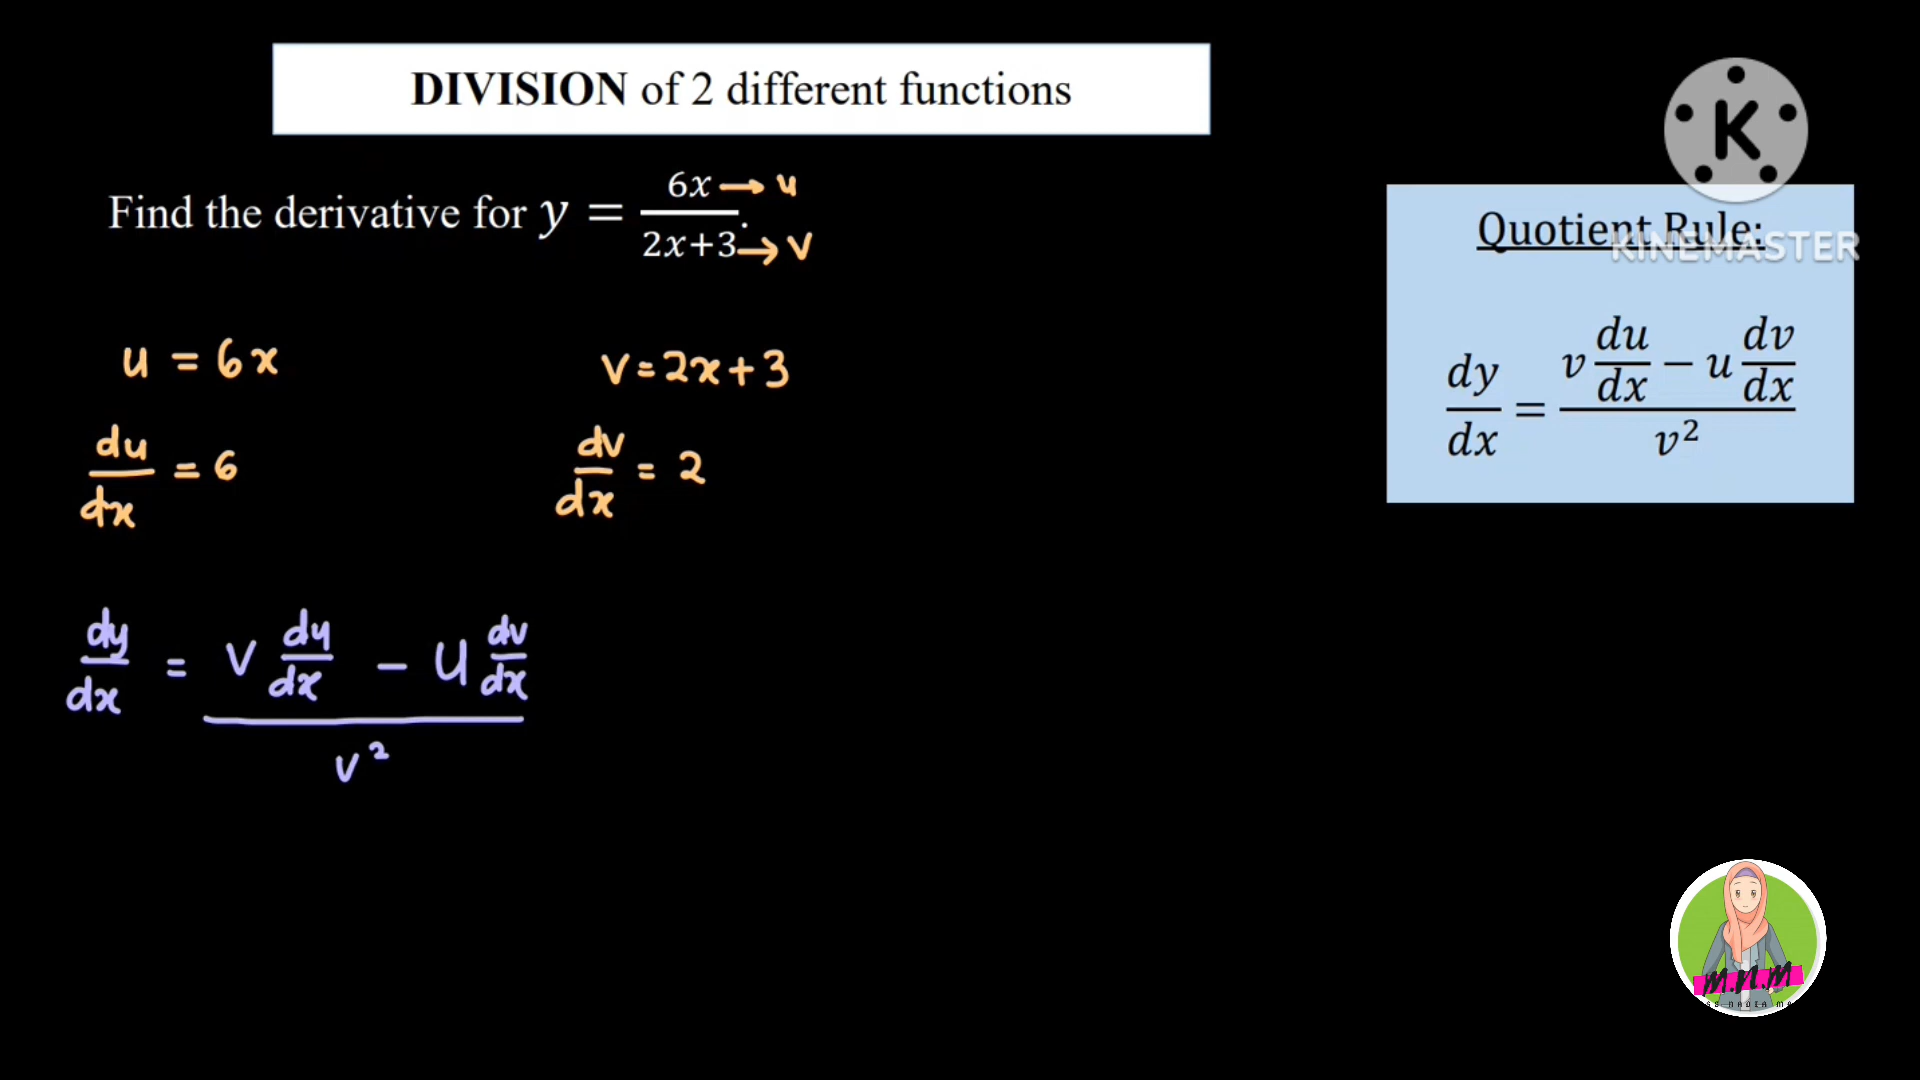 DIVISION of 2 different functions
K
KINEMASTER
Find the derivative for y = 6x/(2x+3).
→ u
→ v
Quotient Rule:
dy/dx = (v du/dx − u dv/dx)/v²
u = 6x
v = 2x+3
du/dx = 6
dv/dx = 2
dy/dx = (v du/dx − u dv/dx)/v²
M.N.M